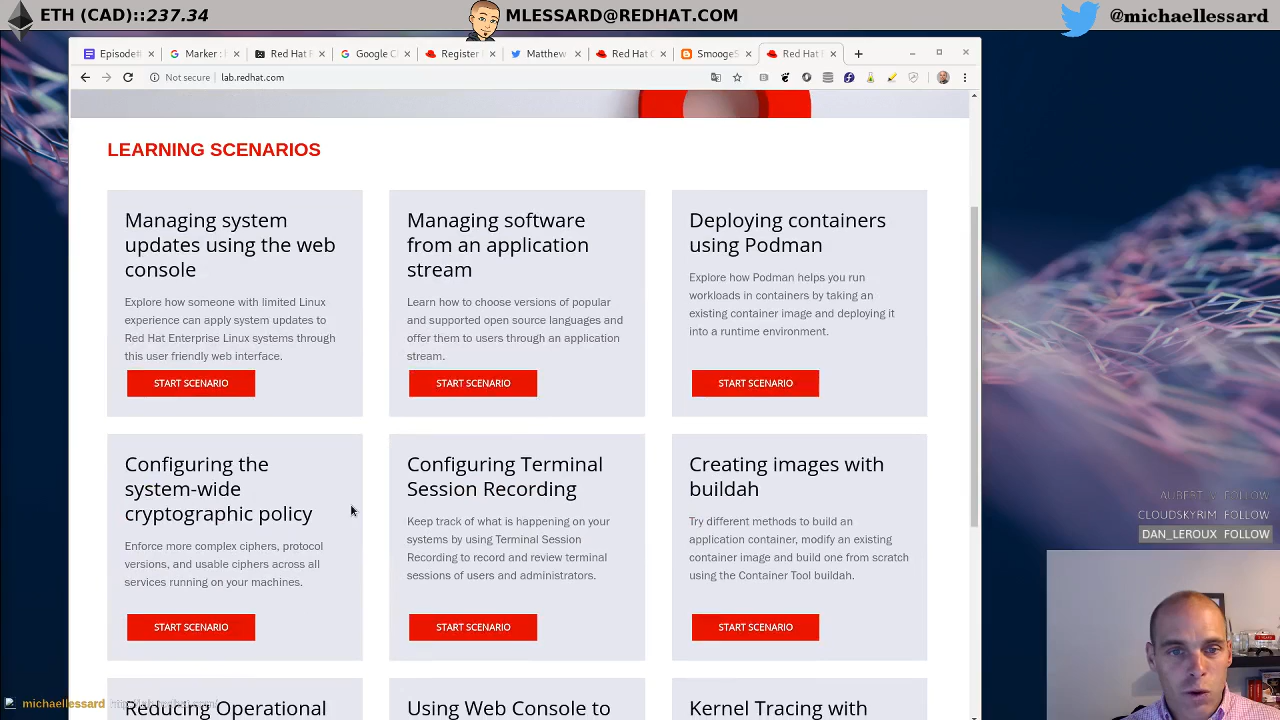 ETH (CAD)::237.34
MLESSARD@REDHAT.COM
@michaellessard
Episode
Marker :
Red Hat
Google C
Register
Matthew
Red Hat
SmoogeS
Red Hat
Not secure
lab.redhat.com
LEARNING SCENARIOS
Managing system
updates using the web
console
Explore how someone with limited Linux
experience can apply system updates to
Red Hat Enterprise Linux systems through
this user friendly web interface.
START SCENARIO
Managing software
from an application
stream
Learn how to choose versions of popular
and supported open source languages and
offer them to users through an application
stream.
START SCENARIO
Deploying containers
using Podman
Explore how Podman helps you run
workloads in containers by taking an
existing container image and deploying it
into a runtime environment.
START SCENARIO
Configuring the
system-wide
cryptographic policy
Enforce more complex ciphers, protocol
versions, and usable ciphers across all
services running on your machines.
START SCENARIO
Configuring Terminal
Session Recording
Keep track of what is happening on your
systems by using Terminal Session
Recording to record and review terminal
sessions of users and administrators.
START SCENARIO
Creating images with
buildah
Try different methods to build an
application container, modify an existing
container image and build one from scratch
using the Container Tool buildah.
START SCENARIO
Reducing Operational
Using Web Console to
Kernel Tracing with
FOLLOW
CLOUDSKYRIM FOLLOW
DAN_LEROUX FOLLOW
michaellessard